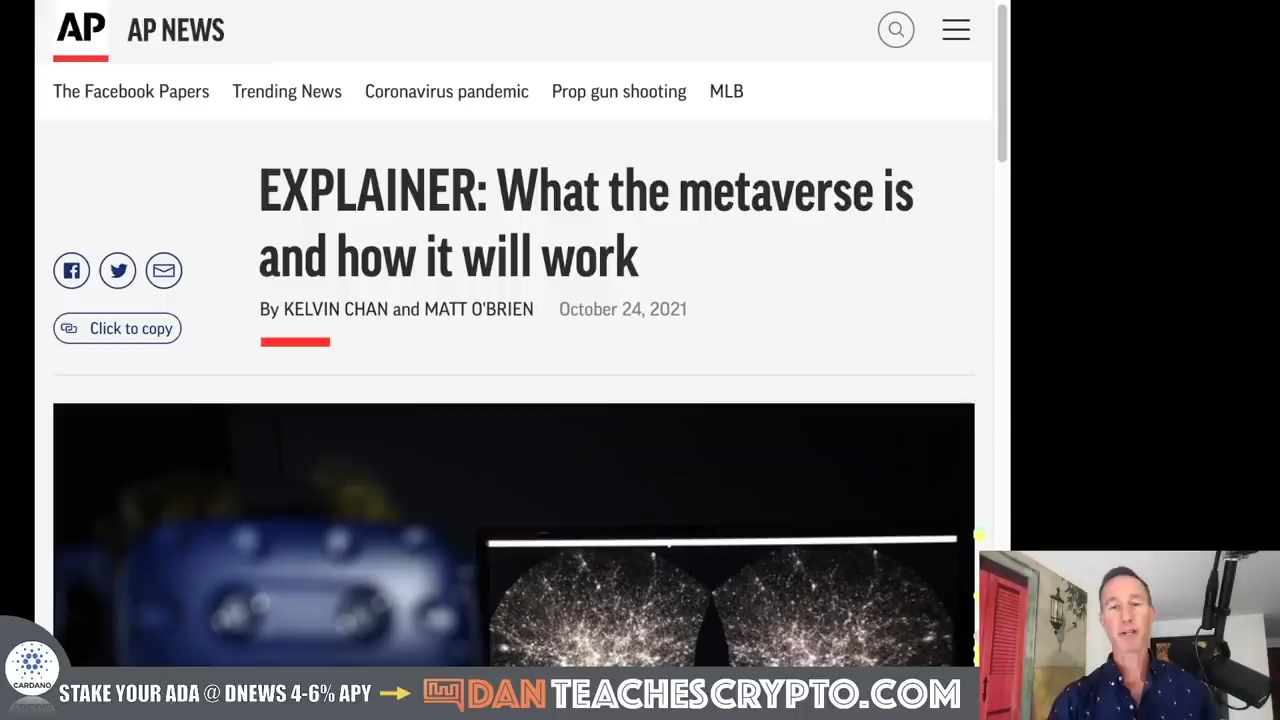 AP AP NEWS
The Facebook Papers Trending News Coronavirus pandemic Prop gun shooting MLB
EXPLAINER: What the metaverse is
and how it will work
By KELVIN CHAN and MATT O'BRIEN October 24, 2021
Click to copy
CARDANO
STAKE YOUR ADA @ DNEWS 4-6% APY DANTEACHESCRYPTO.COM